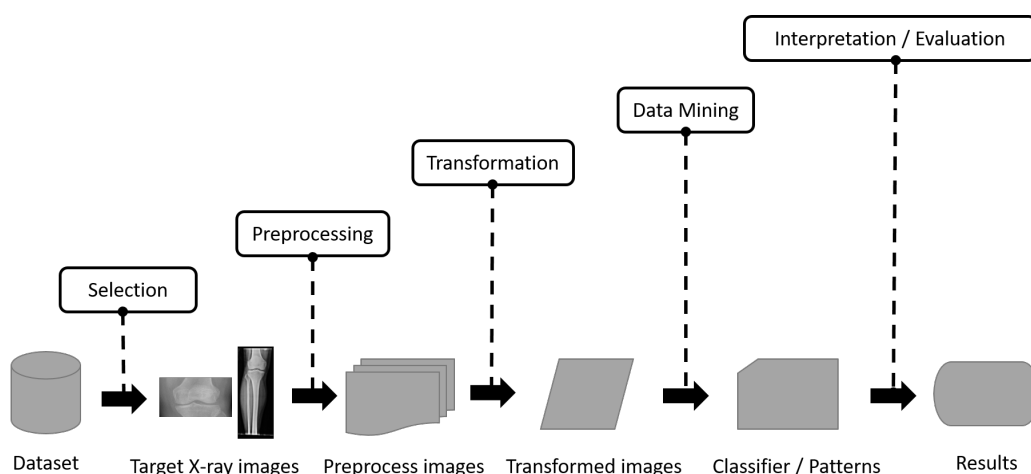 Interpretation / Evaluation
Data Mining
Transformation
Preprocessing
Selection
Dataset
Target X-ray images
Preprocess images
Transformed images
Classifier / Patterns
Results